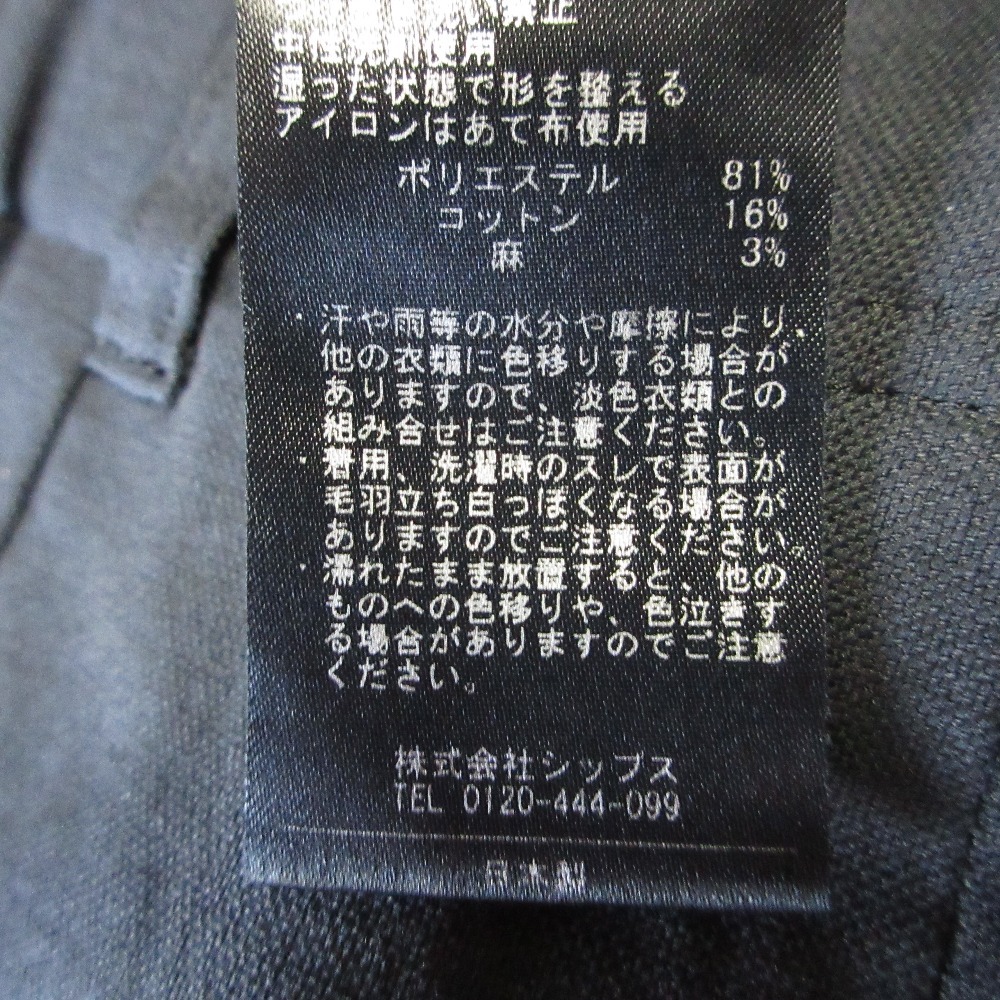 禁止
中性洗剤使用
湿った状態で形を整える
アイロンはあて布使用
ポリエステル 81%
コットン 16%
麻 3%
・汗や雨等の水分や摩擦により、
他の衣類に色移りする場合が
ありますので、淡色衣類との
組み合せはご注意ください。
・着用、洗濯時のスレで表面が
毛羽立ち白っぽくなる場合が
ありますのでご注意ください。
・濡れたままの放置すると、他の
ものへの色移りや、色泣きす
る場合がありますのでご注意
ください。
株式会社シップス
TEL 0120-444-099
日本製